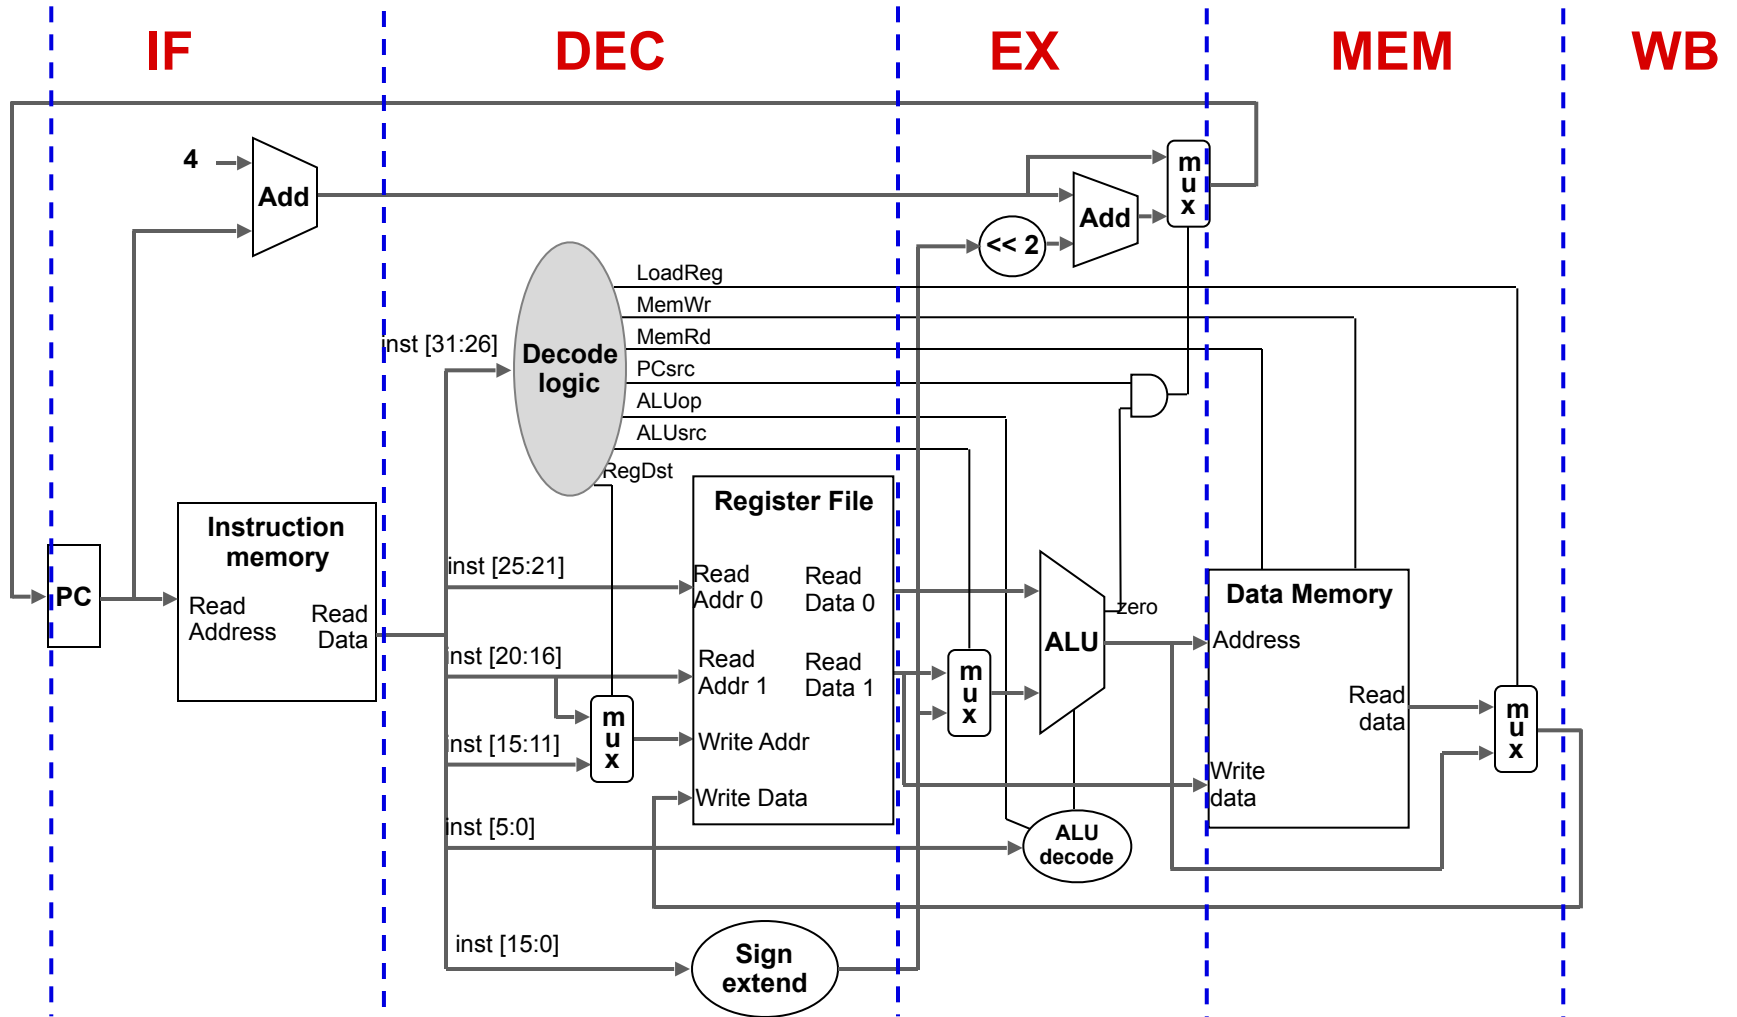 IF
DEC
EX
MEM
WB
4
Add
Add
m
u
x
<< 2
LoadReg
MemWr
MemRd
PCsrc
ALUop
ALUsrc
RegDst
inst [31:26]
Decode
logic
Instruction
memory
Read
Address
Read
Data
PC
Register File
inst [25:21]
Read
Addr 0
Read
Data 0
inst [20:16]
Read
Addr 1
Read
Data 1
m
u
x
inst [15:11]
Write Addr
Write Data
inst [5:0]
inst [15:0]
Sign
extend
m
u
x
ALU
zero
ALU
decode
Data Memory
Address
Read
data
Write
data
m
u
x